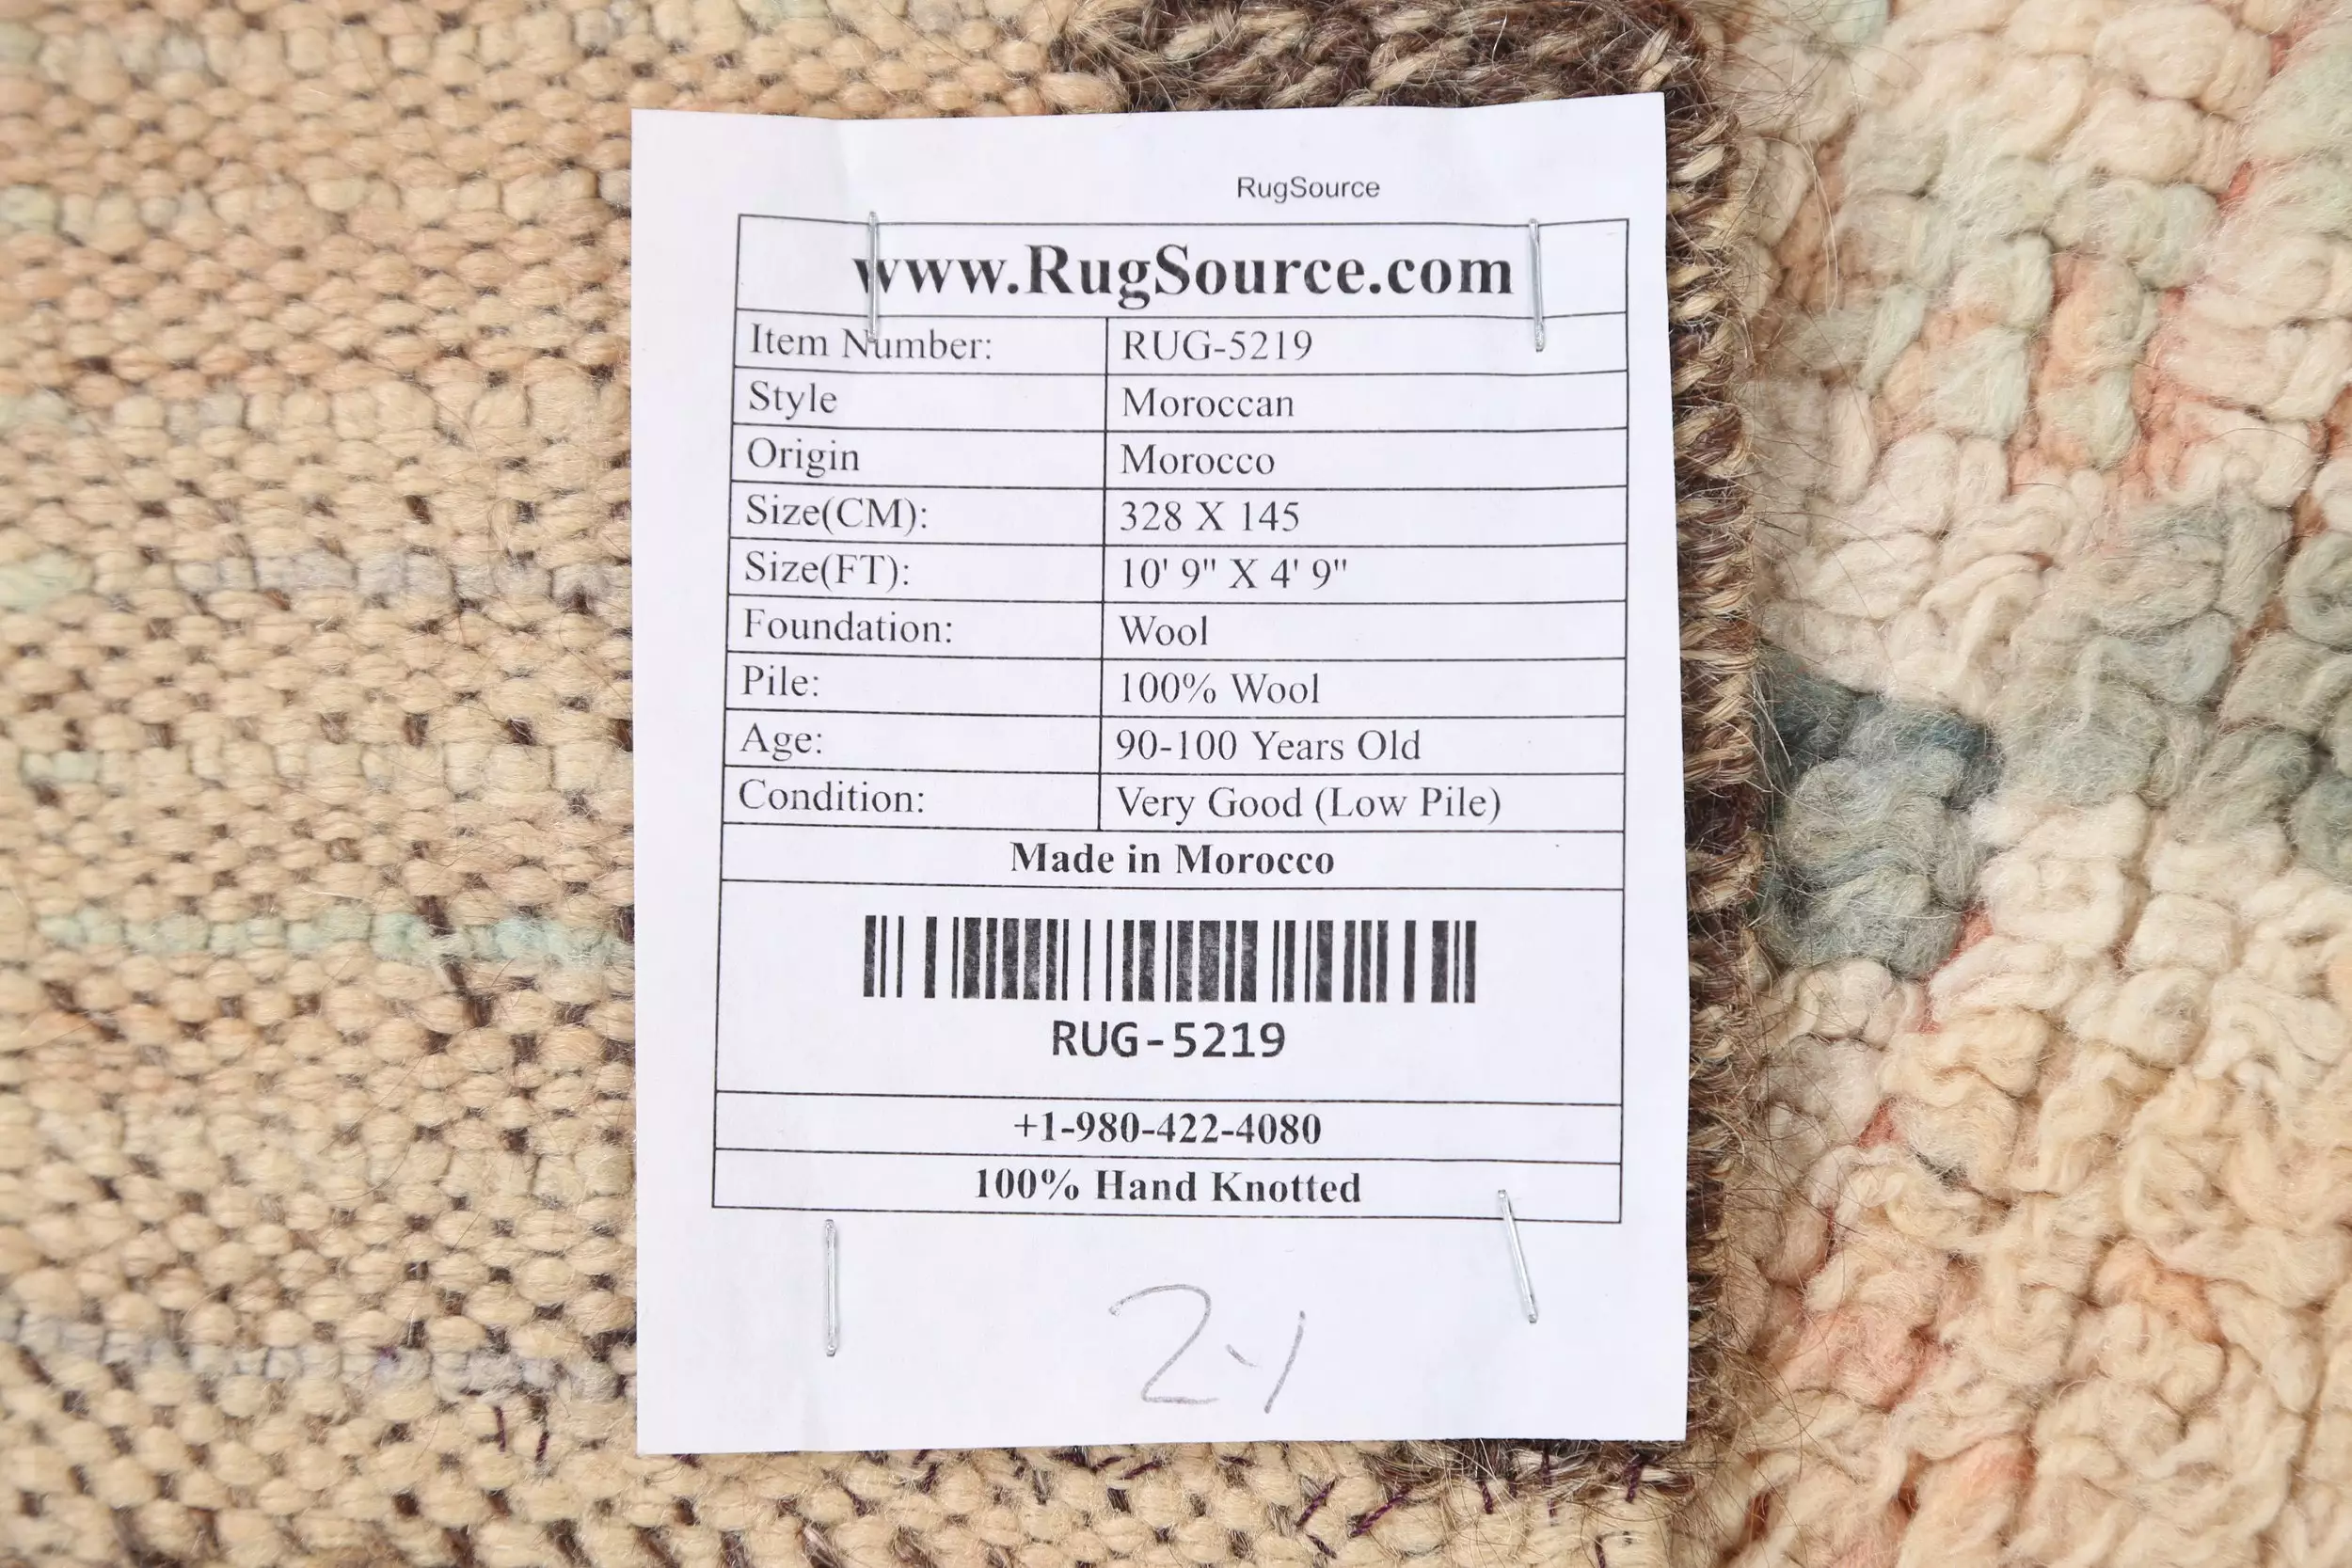 RugSource
www.RugSource.com
Item Number: RUG-5219
Style Moroccan
Origin Morocco
Size(CM): 328 X 145
Size(FT): 10' 9" X 4' 9"
Foundation: Wool
Pile: 100% Wool
Age: 90-100 Years Old
Condition: Very Good (Low Pile)
Made in Morocco
RUG-5219
+1-980-422-4080
100% Hand Knotted